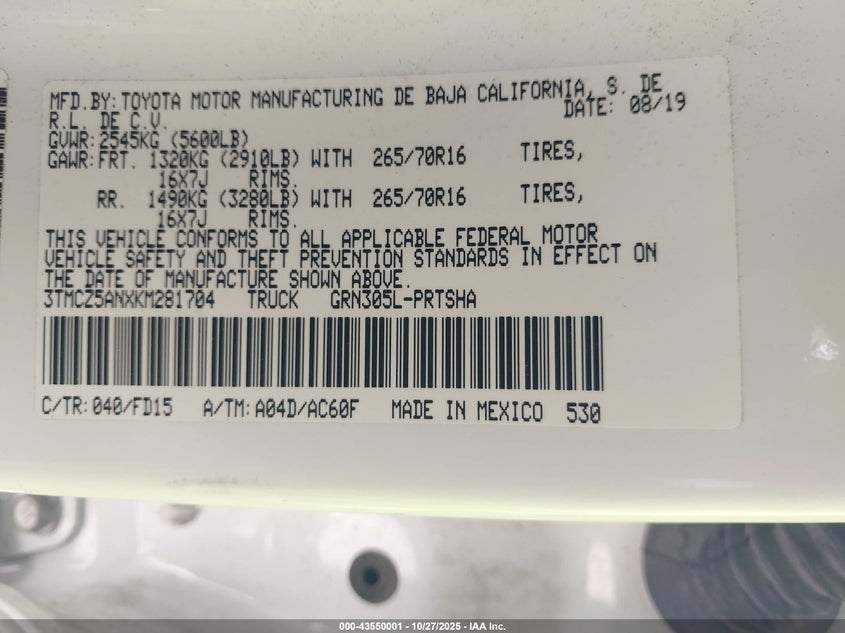 MFD.BY: TOYOTA MOTOR MANUFACTURING DE BAJA CALIFORNIA, S. DE
R.L. DE C.V. DATE: 08/19
GVWR: 2545KG (5600LB)
GAWR: FRT. 1320KG (2910LB) WITH 265/70R16 TIRES,
16X7J RIMS.
RR. 1490KG (3280LB) WITH 265/70R16 TIRES,
16X7J RIMS.
THIS VEHICLE CONFORMS TO ALL APPLICABLE FEDERAL MOTOR
VEHICLE SAFETY AND THEFT PREVENTION STANDARDS IN EFFECT ON
THE DATE OF MANUFACTURE SHOWN ABOVE.
3TMCZ5ANXKM281704 TRUCK GRN305L-PRTSHA
C/TR: 040/FD15 A/TM: A04D/AC60F MADE IN MEXICO 530
000-43550001 - 10/27/2025 - IAA Inc.